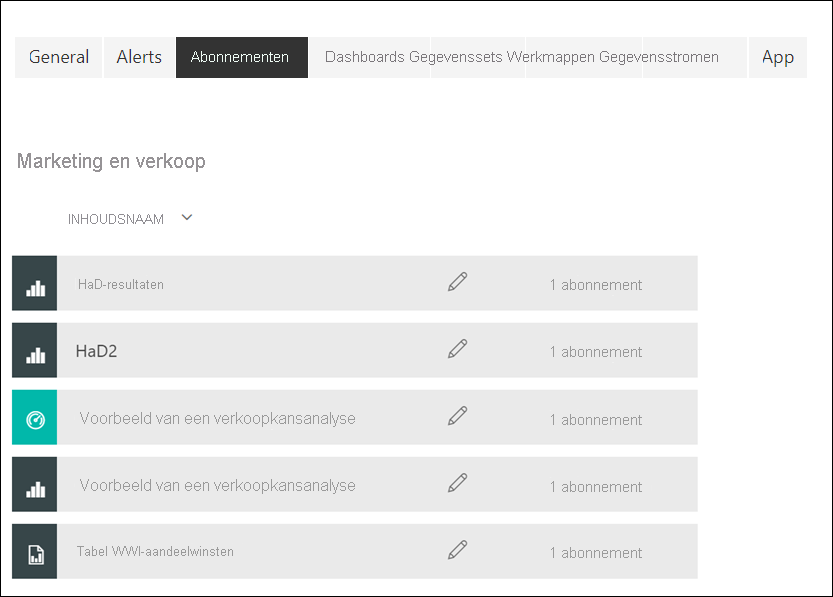 General Alerts Abonnementen Dashboards Gegevenssets Werkmappen Gegevensstromen App
Marketing en verkoop
INHOUDSNAAM
HaD-resultaten 1 abonnement
HaD2 1 abonnement
Voorbeeld van een verkoopkansanalyse 1 abonnement
Voorbeeld van een verkoopkansanalyse 1 abonnement
Tabel WWI-aandeelwinsten 1 abonnement